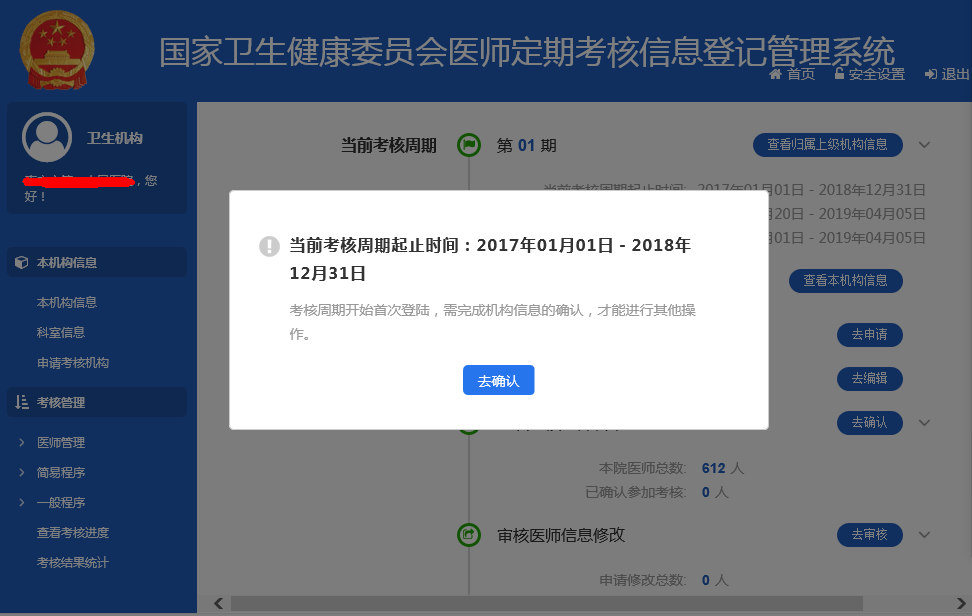 国家卫生健康委员会医师定期考核信息登记管理系统
首页 安全设置 退出
卫生机构
，您
好！
本机构信息
本机构信息
科室信息
申请考核机构
考核管理
医师管理
简易程序
一般程序
查看考核进度
考核结果统计
当前考核周期 第 01 期 查看归属上级机构信息
当前考核周期起止时间: 2017年01月01日 - 2018年12月31日
20日 - 2019年04月05日
01日 - 2019年04月05日
查看本机构信息
去申请
去编辑
去确认
当前考核周期起止时间：2017年01月01日 - 2018年
12月31日
考核周期开始首次登陆，需完成机构信息的确认，才能进行其他操
作。
去确认
本院医师总数: 612 人
已确认参加考核: 0 人
审核医师信息修改 去审核
申请修改总数: 0 人